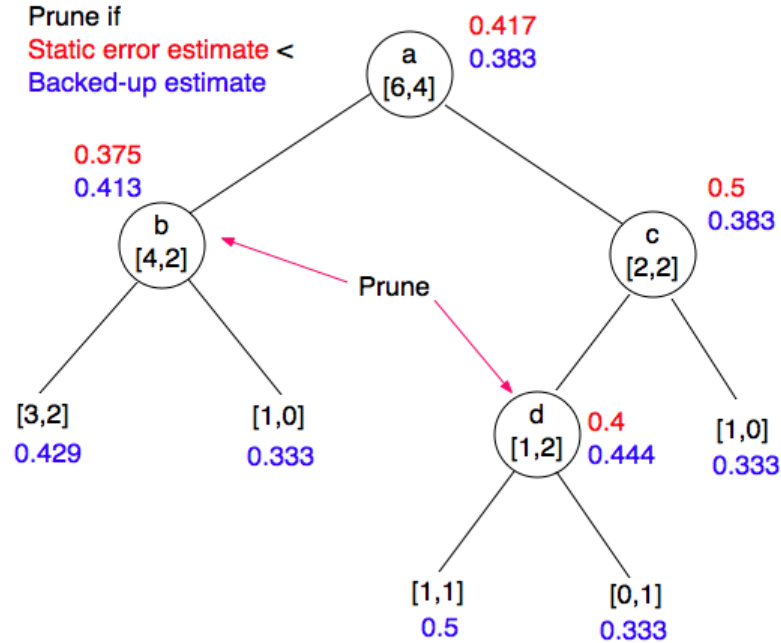 Prune if
Static error estimate <
Backed-up estimate
0.417
0.383
a
[6,4]
0.375
0.413
b
[4,2]
0.5
0.383
c
[2,2]
Prune
[3,2]
0.429
[1,0]
0.333
d
[1,2]
0.4
0.444
[1,0]
0.333
[1,1]
0.5
[0,1]
0.333